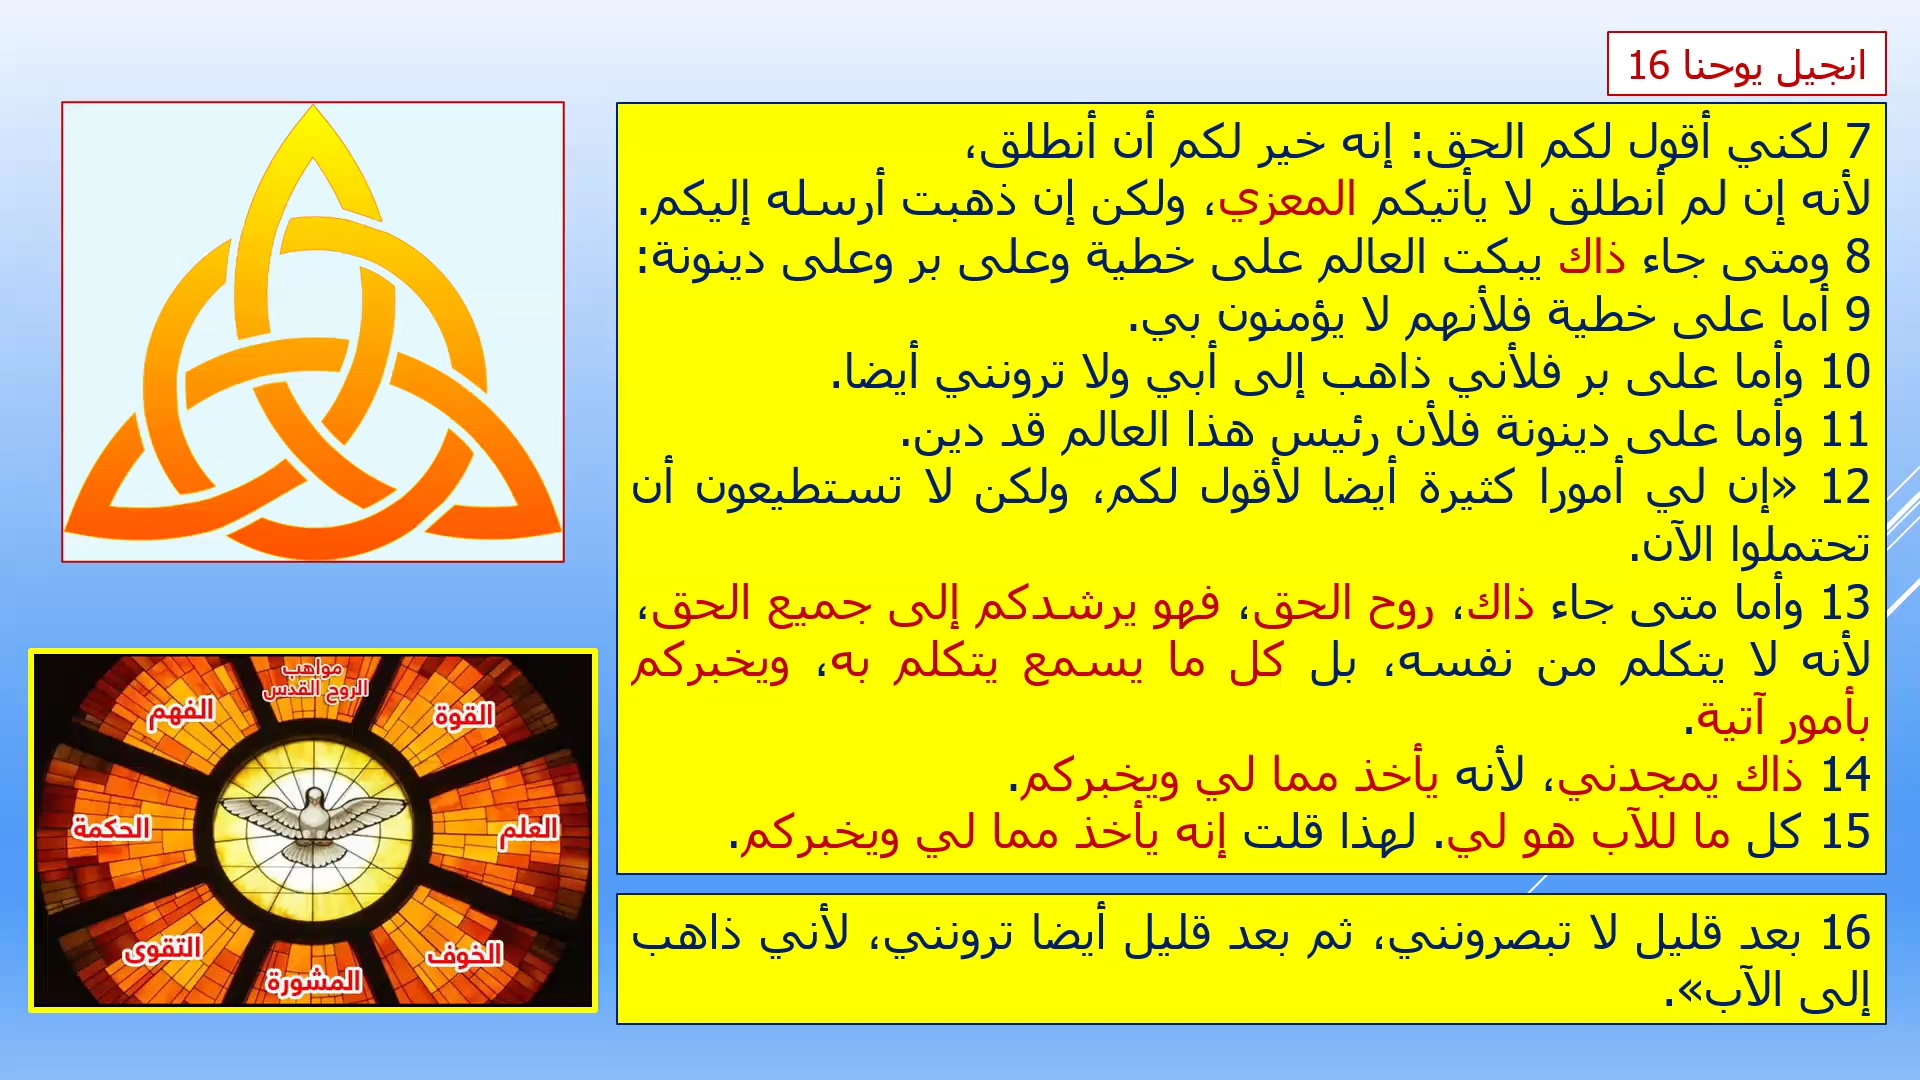 انجيل يوحنا 16
7 لكني أقول لكم الحق: إنه خير لكم أن أنطلق،
لأنه إن لم أنطلق لا يأتيكم المعزي، ولكن إن ذهبت أرسله إليكم.
8 ومتى جاء ذاك يبكت العالم على خطية وعلى بر وعلى دينونة:
9 أما على خطية فلأنهم لا يؤمنون بي.
10 وأما على بر فلأني ذاهب إلى أبي ولا ترونني أيضا.
11 وأما على دينونة فلأن رئيس هذا العالم قد دين.
12 «إن لي أمورا كثيرة أيضا لأقول لكم، ولكن لا تستطيعون أن
تحتملوا الآن.
13 وأما متى جاء ذاك، روح الحق، فهو يرشدكم إلى جميع الحق،
لأنه لا يتكلم من نفسه، بل كل ما يسمع يتكلم به، ويخبركم
بأمور آتية.
14 ذاك يمجدني، لأنه يأخذ مما لي ويخبركم.
15 كل ما للآب هو لي. لهذا قلت إنه يأخذ مما لي ويخبركم.
16 بعد قليل لا تبصرونني، ثم بعد قليل أيضا ترونني، لأني ذاهب
إلى الآب».
مواهب
الروح القدس
القوة
الفهم
العلم
الحكمة
الخوف
التقوى
المشورة